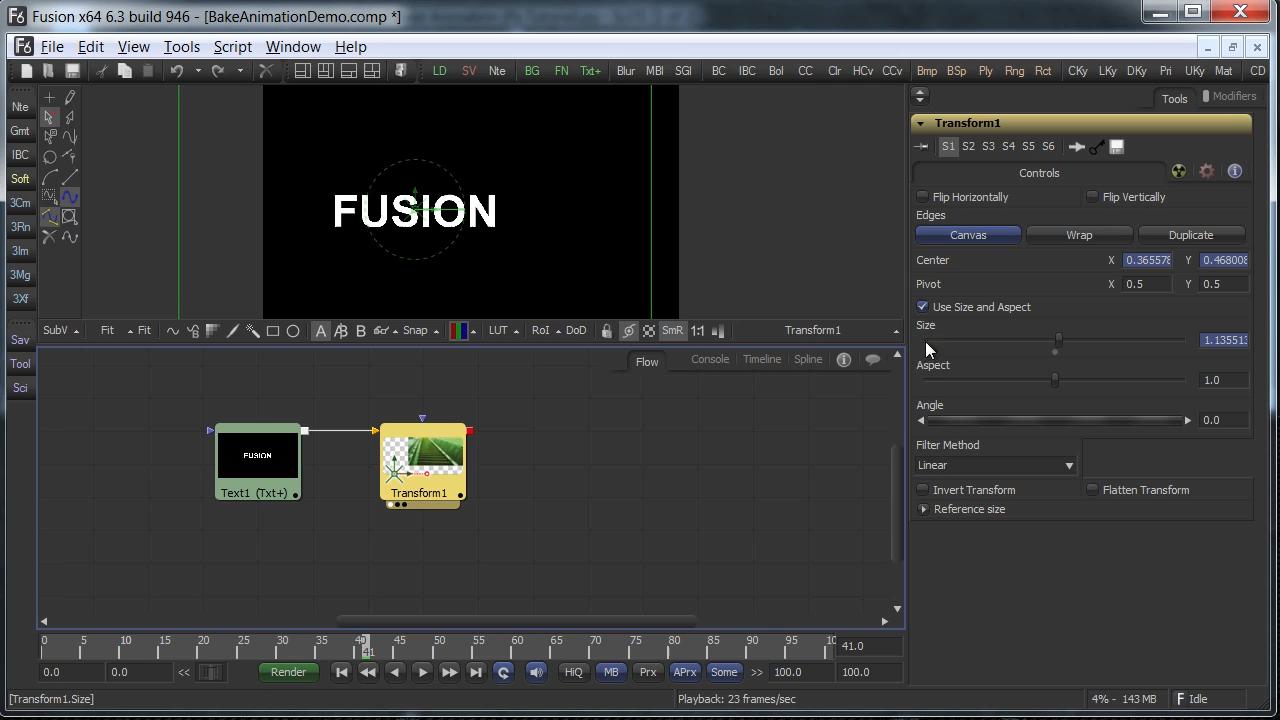 Fusion x64 6.3 build 946 - [BakeAnimationDemo.comp *]
File Edit View Tools Script Window Help
LD SV Nte BG FN Txt+ Blur MBl SGl BC IBC Bol CC Clr HCv CCv Bmp BSp Ply Rng Rct CKy LKy DKy Pri UKy Mat CD
Tools Modifiers
Nte
Gmt
IBC
Soft
3Cm
3Rn
3Im
3Mg
3Xf
Sav
Tool
Sci
FUSION
Transform1
S1 S2 S3 S4 S5 S6
Controls
Flip Horizontally Flip Vertically
Edges
Canvas Wrap Duplicate
Center X 0.365578 Y 0.468008
Pivot X 0.5 Y 0.5
Use Size and Aspect
Size
1.135513
Aspect
1.0
Angle
0.0
Filter Method
Linear
Invert Transform Flatten Transform
Reference size
SubV Fit Fit A B Snap LUT RoI DoD SmR 1:1 Transform1
Flow Console Timeline Spline
FUSION
Text1 (Txt+)
Transform1
0 5 10 15 20 25 30 35 40 45 50 55 60 65 70 75 80 85 90 95
41
41.0
0.0 0.0 << Render HiQ MB Prx APrx Some >> 100.0 100.0
[Transform1.Size] Playback: 23 frames/sec 4% - 143 MB Idle